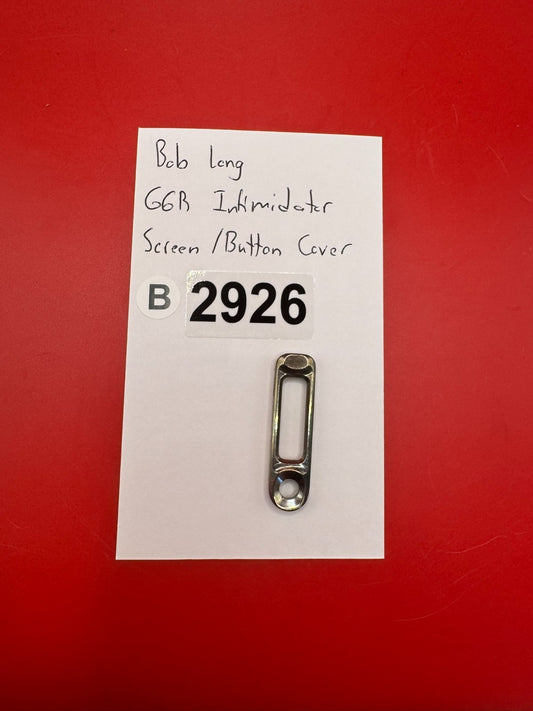 Bob Long
G6R Intimidator
Screen/Button Cover
B 2926